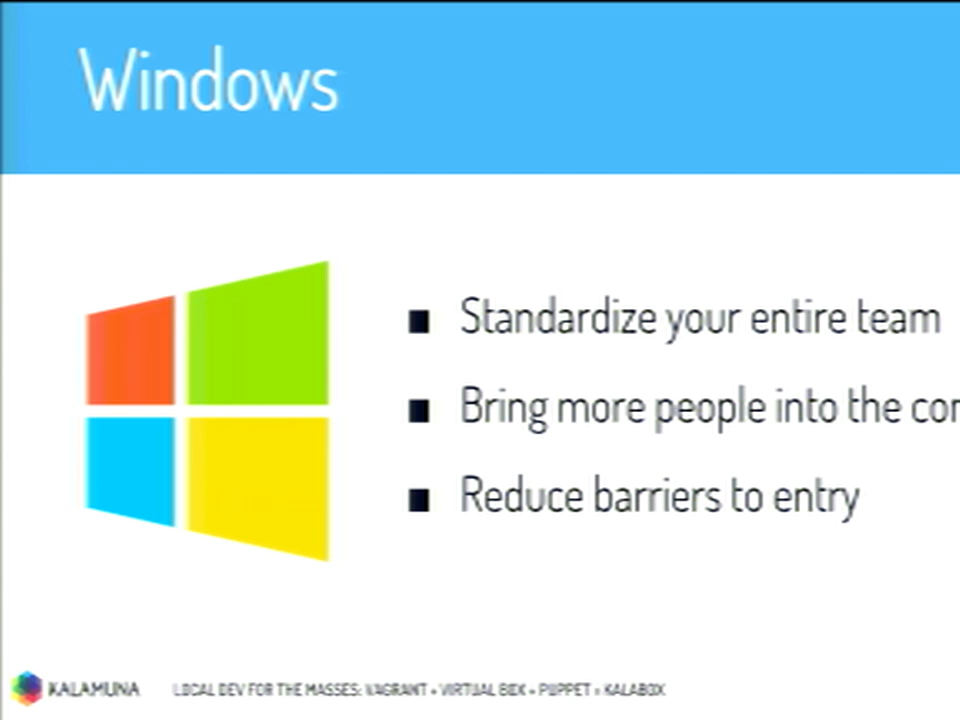 Windows
■ Standardize your entire team
■ Bring more people into the
■ Reduce barriers to entry
KALAMUNA
LOCAL DEV FOR THE MASSES: VAGRANT + VIRTUAL BOX + PUPPET = KALABOX